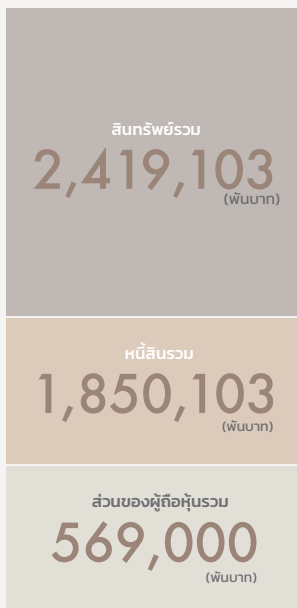 สินทรัพย์รวม
2,419,103
(พันบาท)
หนี้สินรวม
1,850,103
(พันบาท)
ส่วนของผู้ถือหุ้นรวม
569,000
(พันบาท)